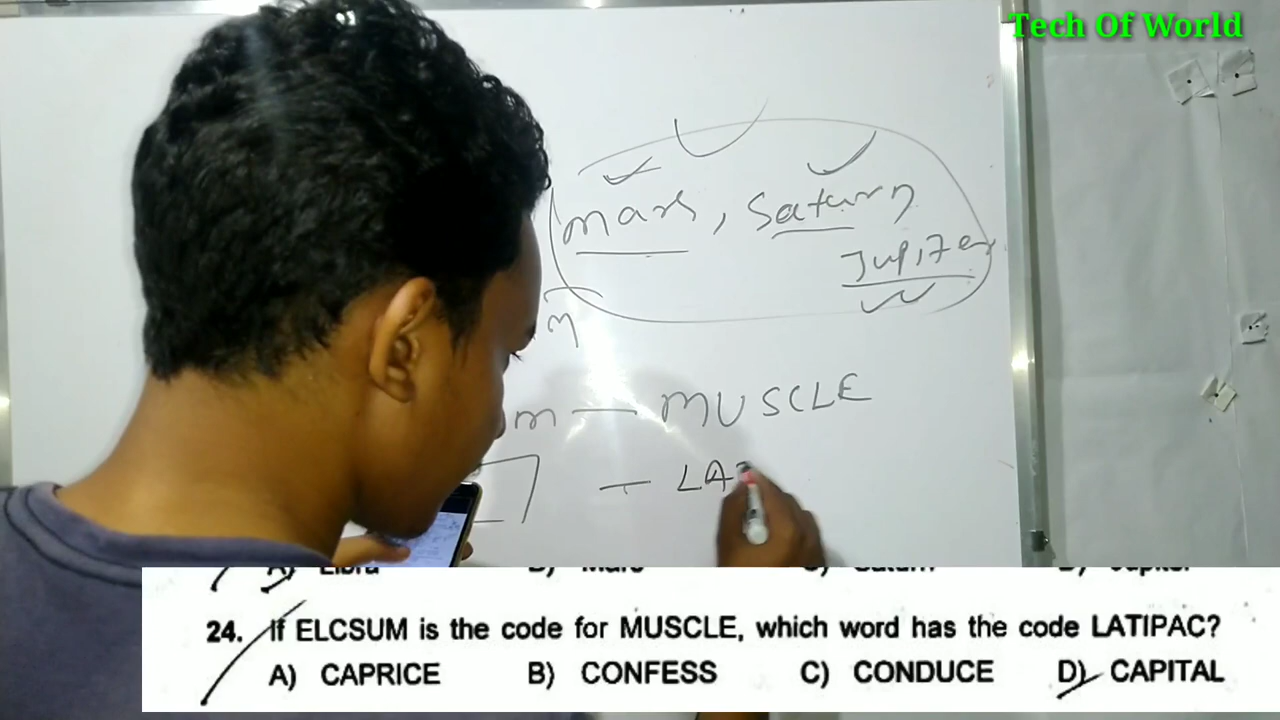 Tech Of World
mars, Saturn
Jupiter
m
m — MUSCLE
— LA
24. If ELCSUM is the code for MUSCLE, which word has the code LATIPAC?
A) CAPRICE B) CONFESS C) CONDUCE D) CAPITAL